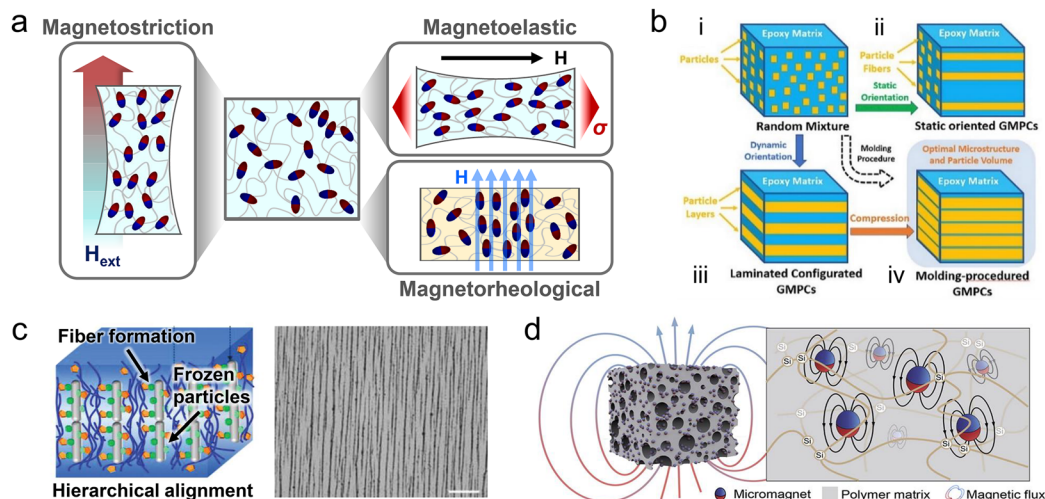 a
Magnetostriction
H_ext
Magnetoelastic
H
σ
H
Magnetorheological
b
i
Epoxy Matrix
Particles
Random Mixture
ii
Epoxy Matrix
Particle
Fibers
Static
Orientation
Static oriented GMPCs
Dynamic
Orientation
Molding
Procedure
Optimal Microstructure
and Particle Volume
Epoxy Matrix
Particle
Layers
Compression
iii
Laminated Configurated
GMPCs
Epoxy Matrix
iv
Molding-procedured
GMPCs
c
Fiber formation
Frozen
particles
Hierarchical alignment
d
Si
Si
Si
Si
Si
Si
Si
Si
Si
Si
Micromagnet
Polymer matrix
Magnetic flux